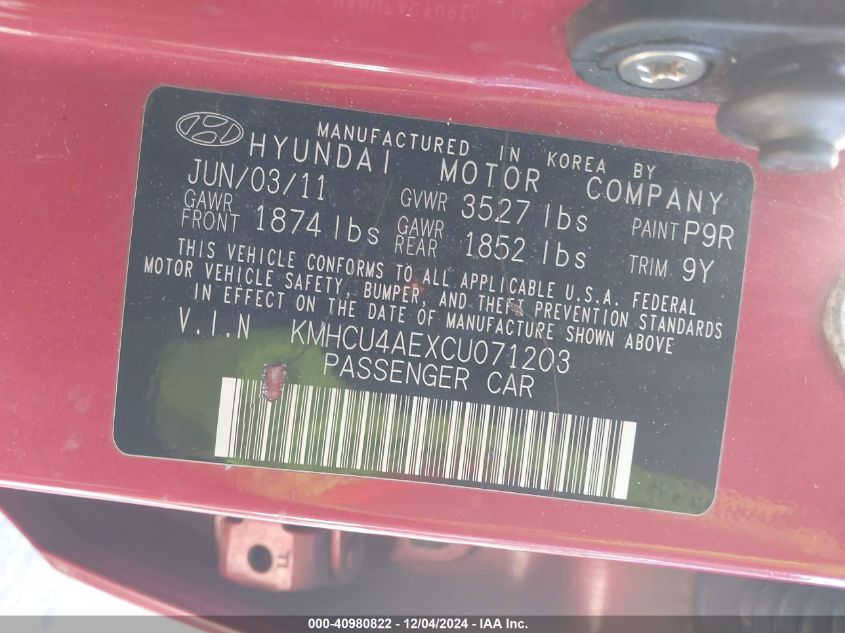 MANUFACTURED IN KOREA BY
HYUNDAI MOTOR COMPANY
JUN/03/11 GVWR 3527 lbs PAINT P9R
GAWR FRONT 1874 lbs GAWR REAR 1852 lbs TRIM 9Y
THIS VEHICLE CONFORMS TO ALL APPLICABLE U.S.A. FEDERAL
MOTOR VEHICLE SAFETY, BUMPER, AND THEFT PREVENTION STANDARDS
IN EFFECT ON THE DATE OF MANUFACTURE SHOWN ABOVE
V.I.N KMHCU4AEXCU071203
PASSENGER CAR
000-40980822 - 12/04/2024 - IAA Inc.